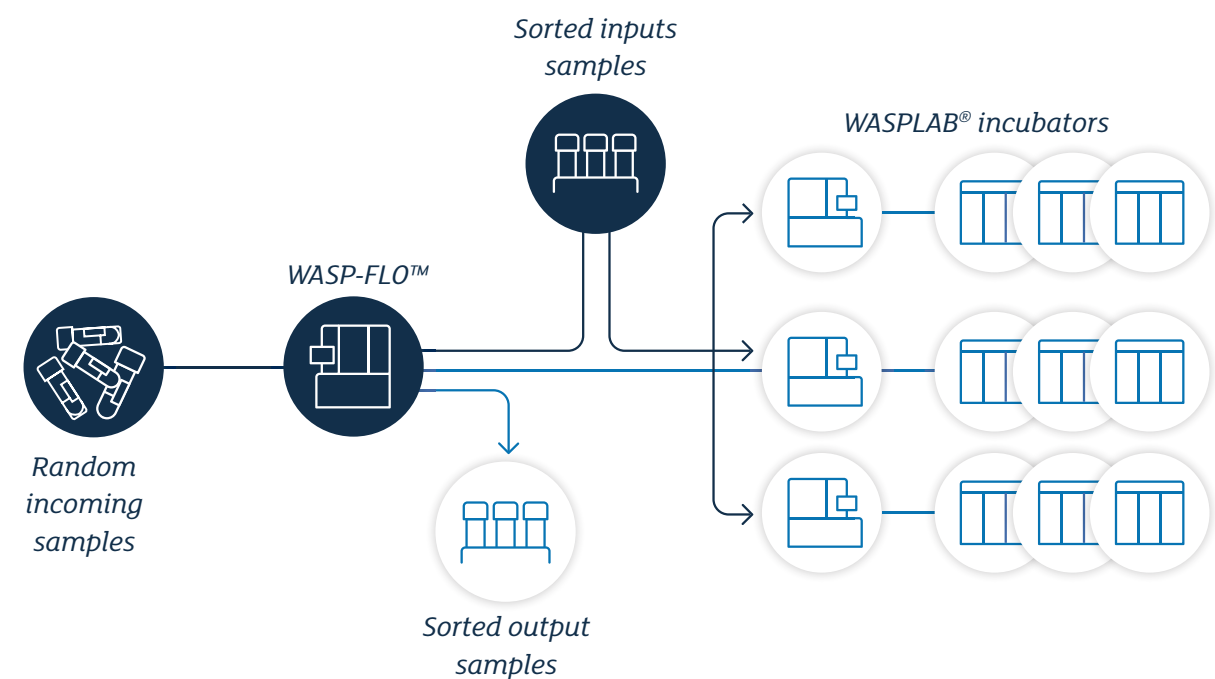 Sorted inputs
samples
WASPLAB® incubators
WASP-FLO™
Random
incoming
samples
Sorted output
samples